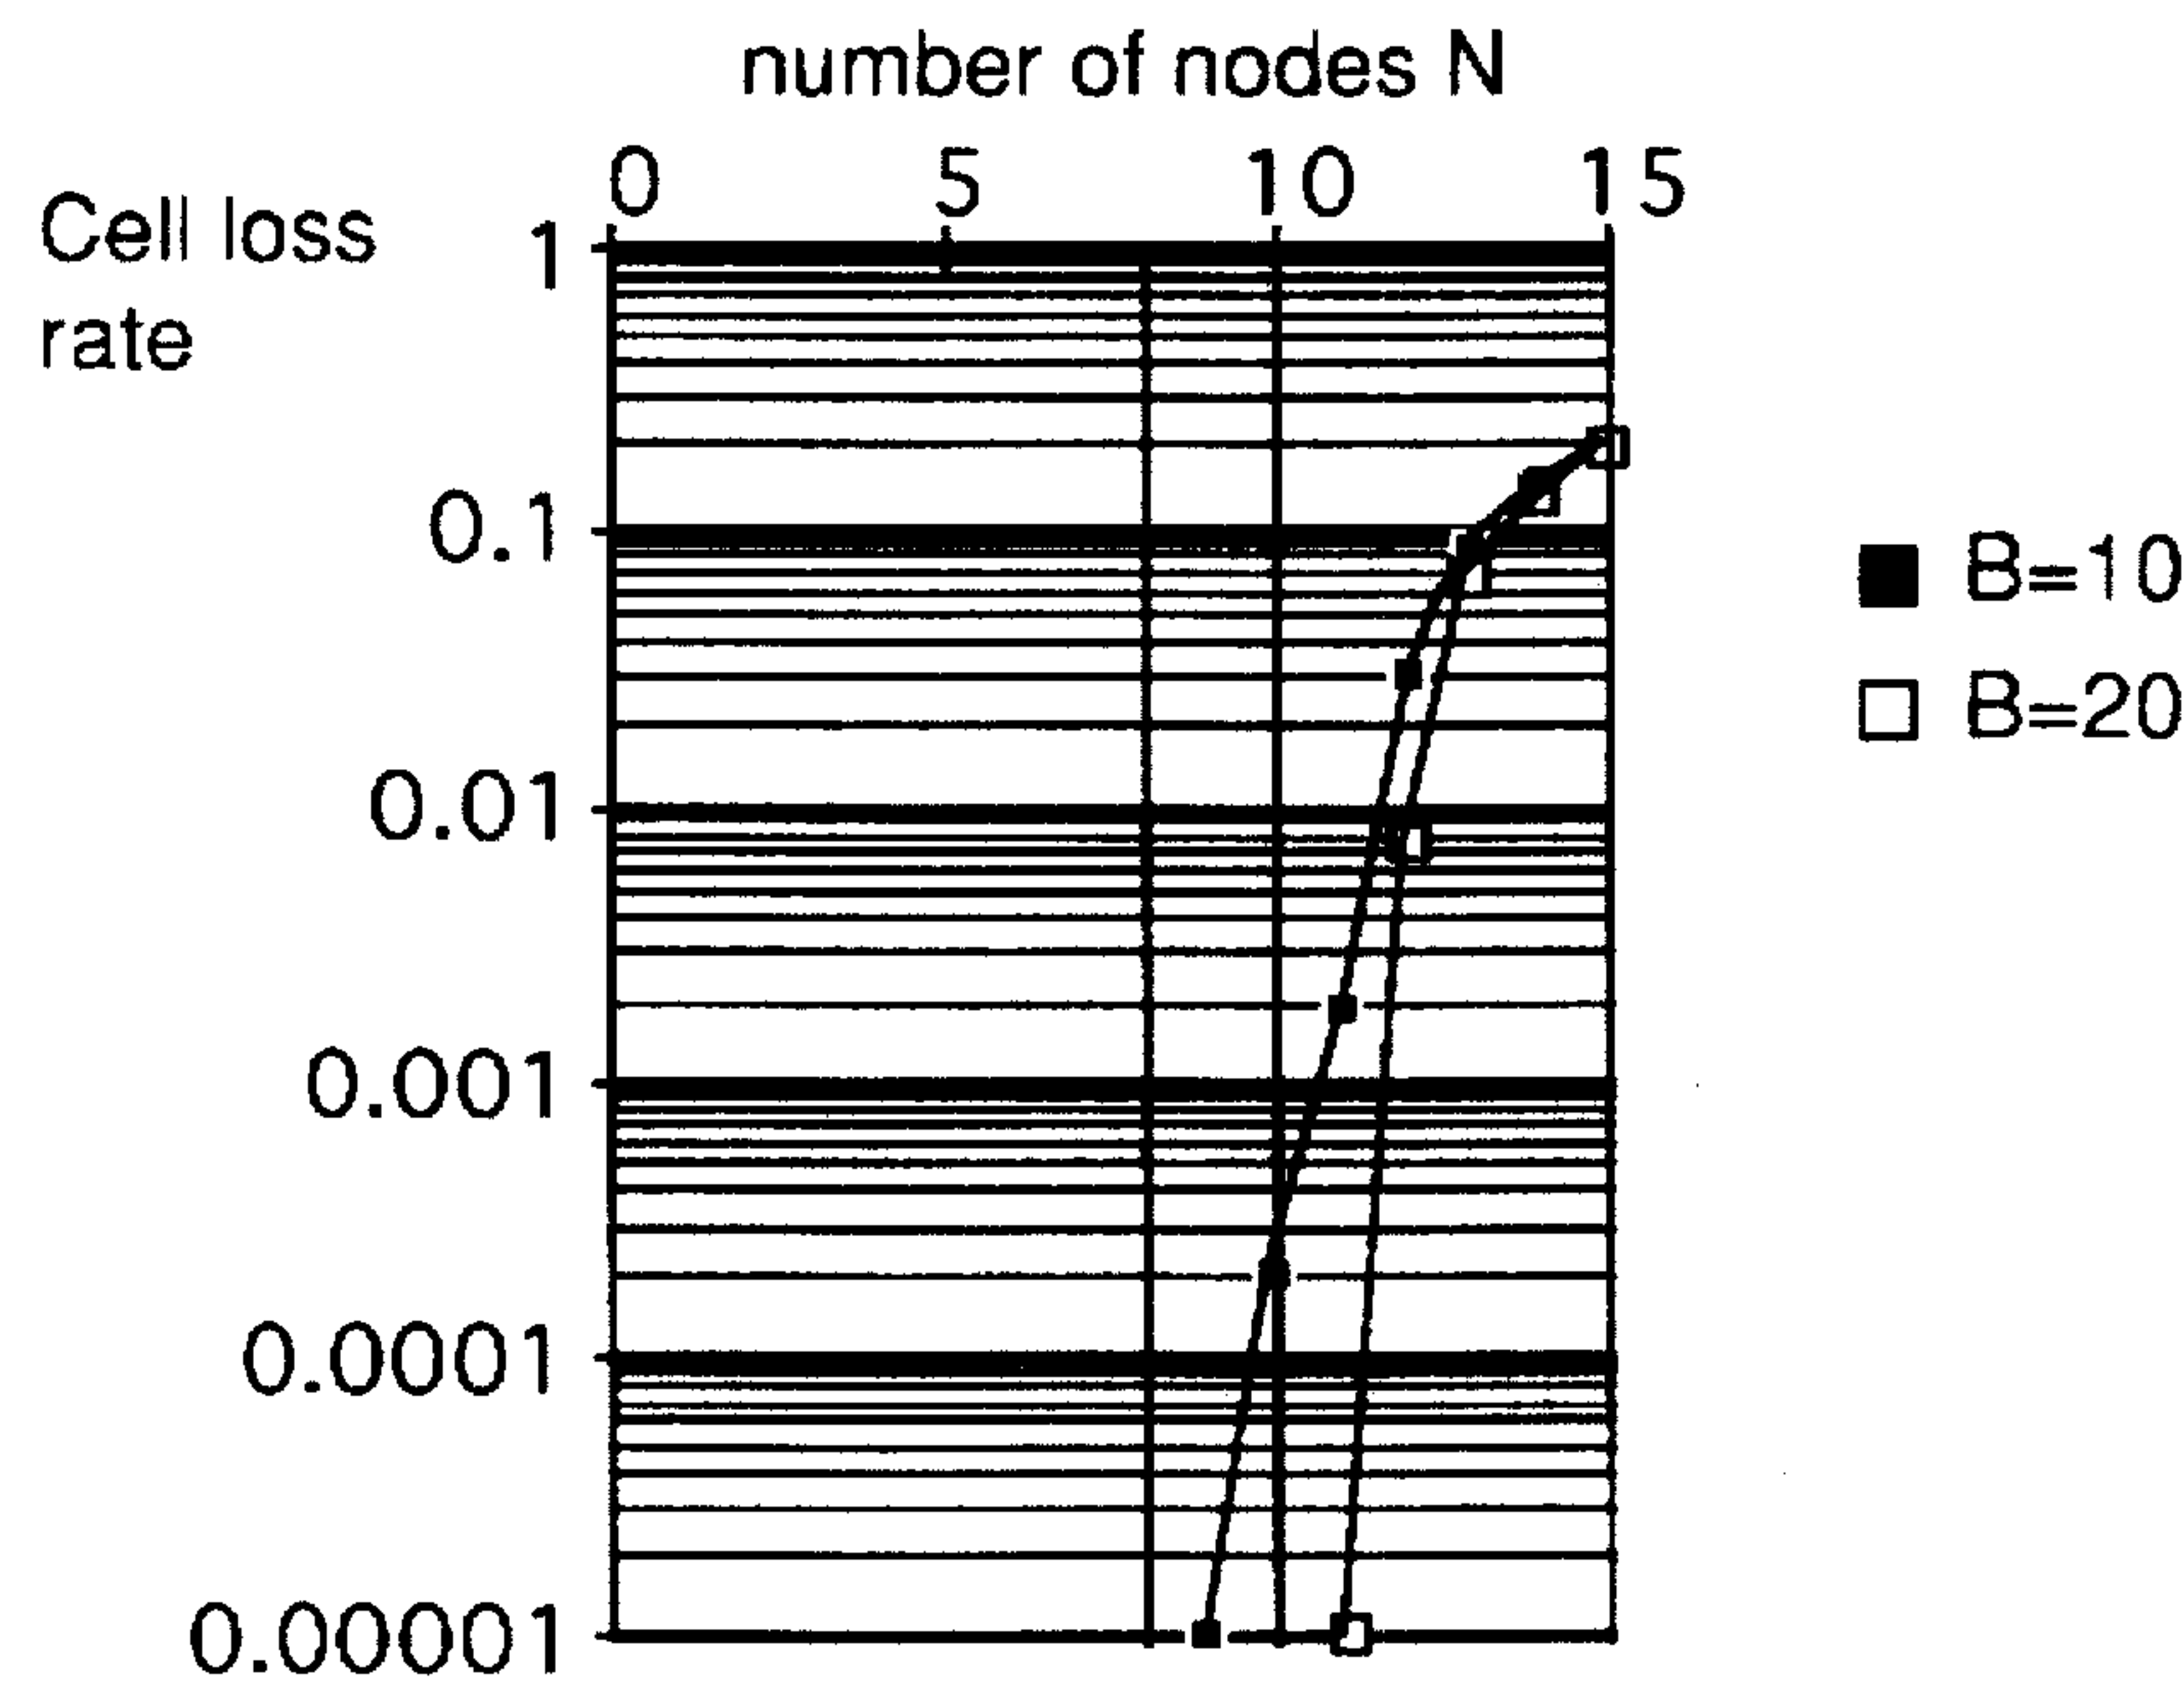 number of nodes N
0 5 10 15
Cell loss
rate
1
0.1
0.01
0.001
0.0001
0.00001
B=10
B=20